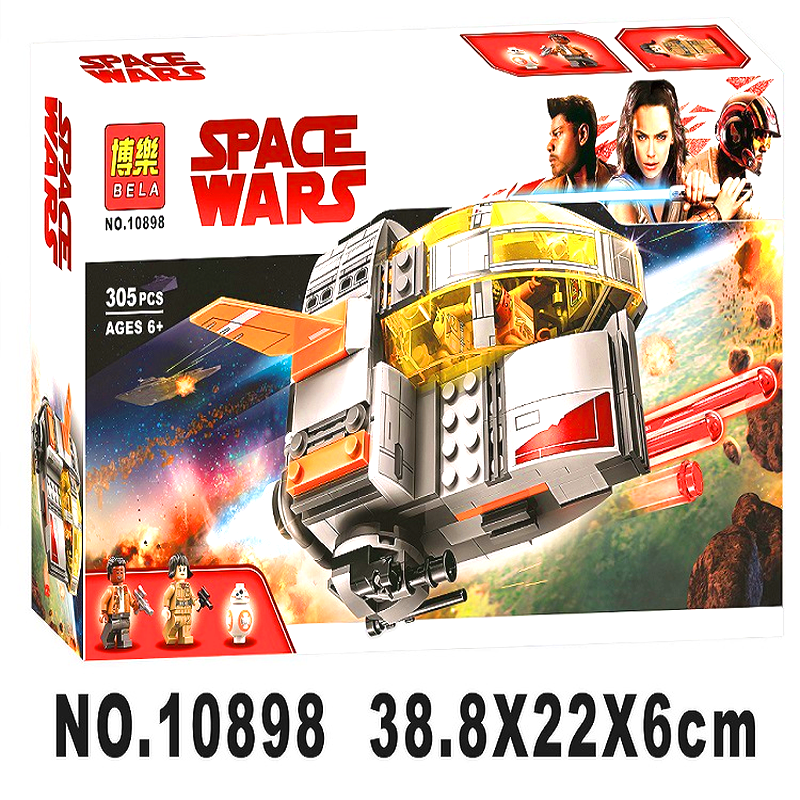 SPACE
WARS
SPACE
WARS
博樂
BELA
NO.10898
SPACE
WARS
305 PCS
AGES 6+
NO.10898 38.8X22X6cm